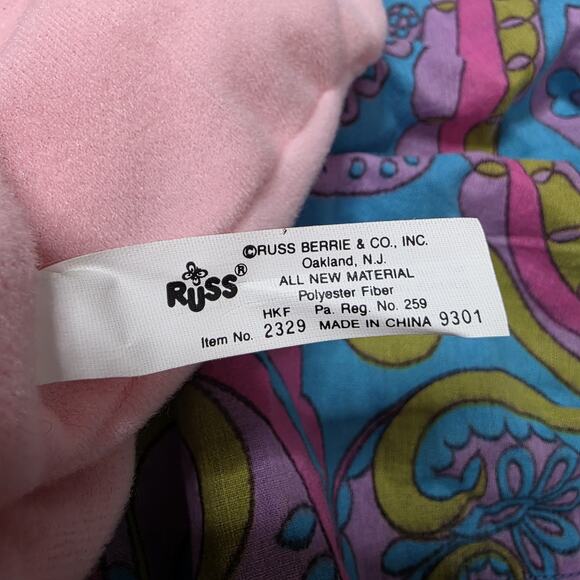 ©RUSS BERRIE & CO., INC.
Oakland, N.J.
RUSS®
ALL NEW MATERIAL
Polyester Fiber
HKF Pa. Reg. No. 259
Item No. 2329 MADE IN CHINA 9301